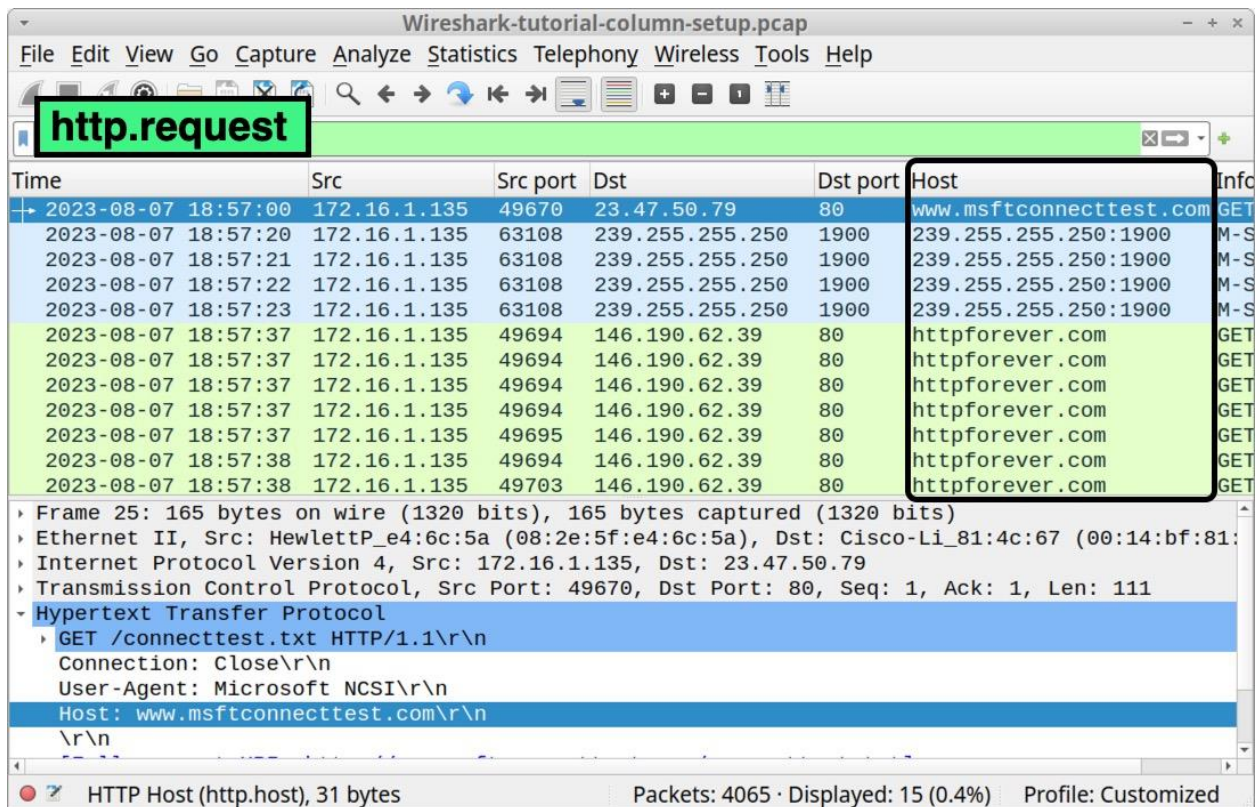 Wireshark-tutorial-column-setup.pcap
File Edit View Go Capture Analyze Statistics Telephony Wireless Tools Help
http.request
Time Src Src port Dst Dst port Host Info
2023-08-07 18:57:00 172.16.1.135 49670 23.47.50.79 80 www.msftconnecttest.com GET
2023-08-07 18:57:20 172.16.1.135 63108 239.255.255.250 1900 239.255.255.250:1900 M-S
2023-08-07 18:57:21 172.16.1.135 63108 239.255.255.250 1900 239.255.255.250:1900 M-S
2023-08-07 18:57:22 172.16.1.135 63108 239.255.255.250 1900 239.255.255.250:1900 M-S
2023-08-07 18:57:23 172.16.1.135 63108 239.255.255.250 1900 239.255.255.250:1900 M-S
2023-08-07 18:57:37 172.16.1.135 49694 146.190.62.39 80 httpforever.com GET
2023-08-07 18:57:37 172.16.1.135 49694 146.190.62.39 80 httpforever.com GET
2023-08-07 18:57:37 172.16.1.135 49694 146.190.62.39 80 httpforever.com GET
2023-08-07 18:57:37 172.16.1.135 49694 146.190.62.39 80 httpforever.com GET
2023-08-07 18:57:37 172.16.1.135 49695 146.190.62.39 80 httpforever.com GET
2023-08-07 18:57:38 172.16.1.135 49694 146.190.62.39 80 httpforever.com GET
2023-08-07 18:57:38 172.16.1.135 49703 146.190.62.39 80 httpforever.com GET
Frame 25: 165 bytes on wire (1320 bits), 165 bytes captured (1320 bits)
Ethernet II, Src: HewlettP_e4:6c:5a (08:2e:5f:e4:6c:5a), Dst: Cisco-Li_81:4c:67 (00:14:bf:81:
Internet Protocol Version 4, Src: 172.16.1.135, Dst: 23.47.50.79
Transmission Control Protocol, Src Port: 49670, Dst Port: 80, Seq: 1, Ack: 1, Len: 111
Hypertext Transfer Protocol
GET /connecttest.txt HTTP/1.1\r\n
Connection: Close\r\n
User-Agent: Microsoft NCSI\r\n
Host: www.msftconnecttest.com\r\n
\r\n
HTTP Host (http.host), 31 bytes Packets: 4065 · Displayed: 15 (0.4%) Profile: Customized